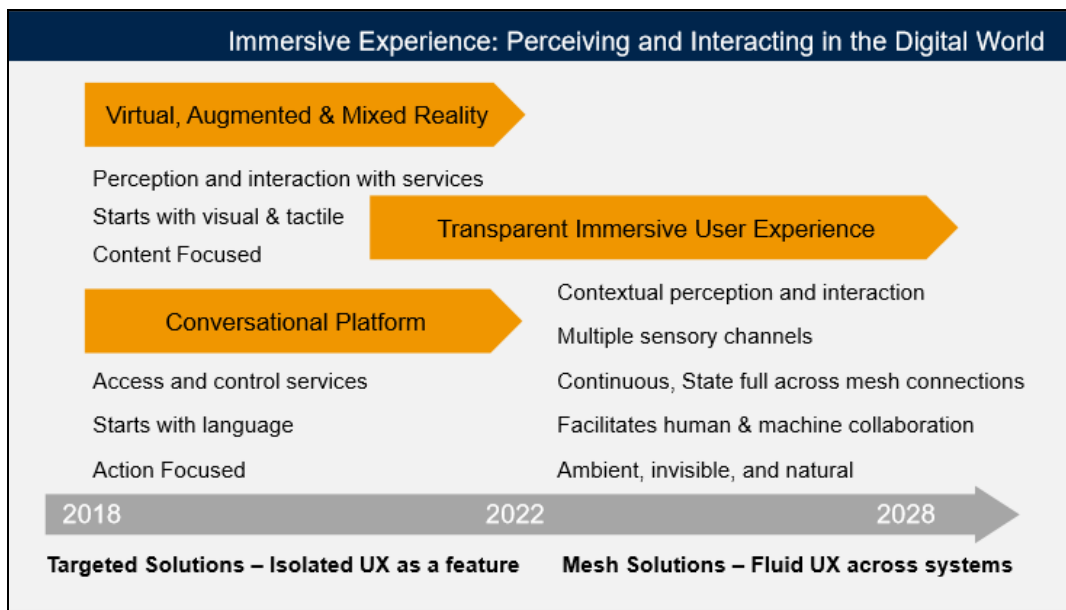 Immersive Experience: Perceiving and Interacting in the Digital World
Virtual, Augmented & Mixed Reality
Perception and interaction with services
Starts with visual & tactile
Content Focused
Transparent Immersive User Experience
Conversational Platform
Access and control services
Starts with language
Action Focused
Contextual perception and interaction
Multiple sensory channels
Continuous, State full across mesh connections
Facilitates human & machine collaboration
Ambient, invisible, and natural
2018 2022 2028
Targeted Solutions – Isolated UX as a feature
Mesh Solutions – Fluid UX across systems